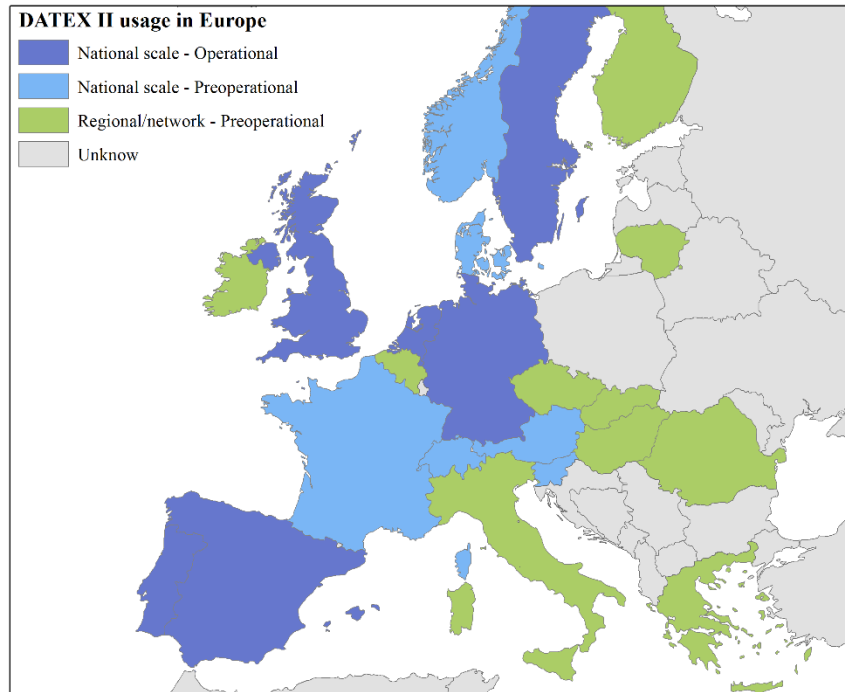 DATEX II usage in Europe
National scale - Operational
National scale - Preoperational
Regional/network - Preoperational
Unknow